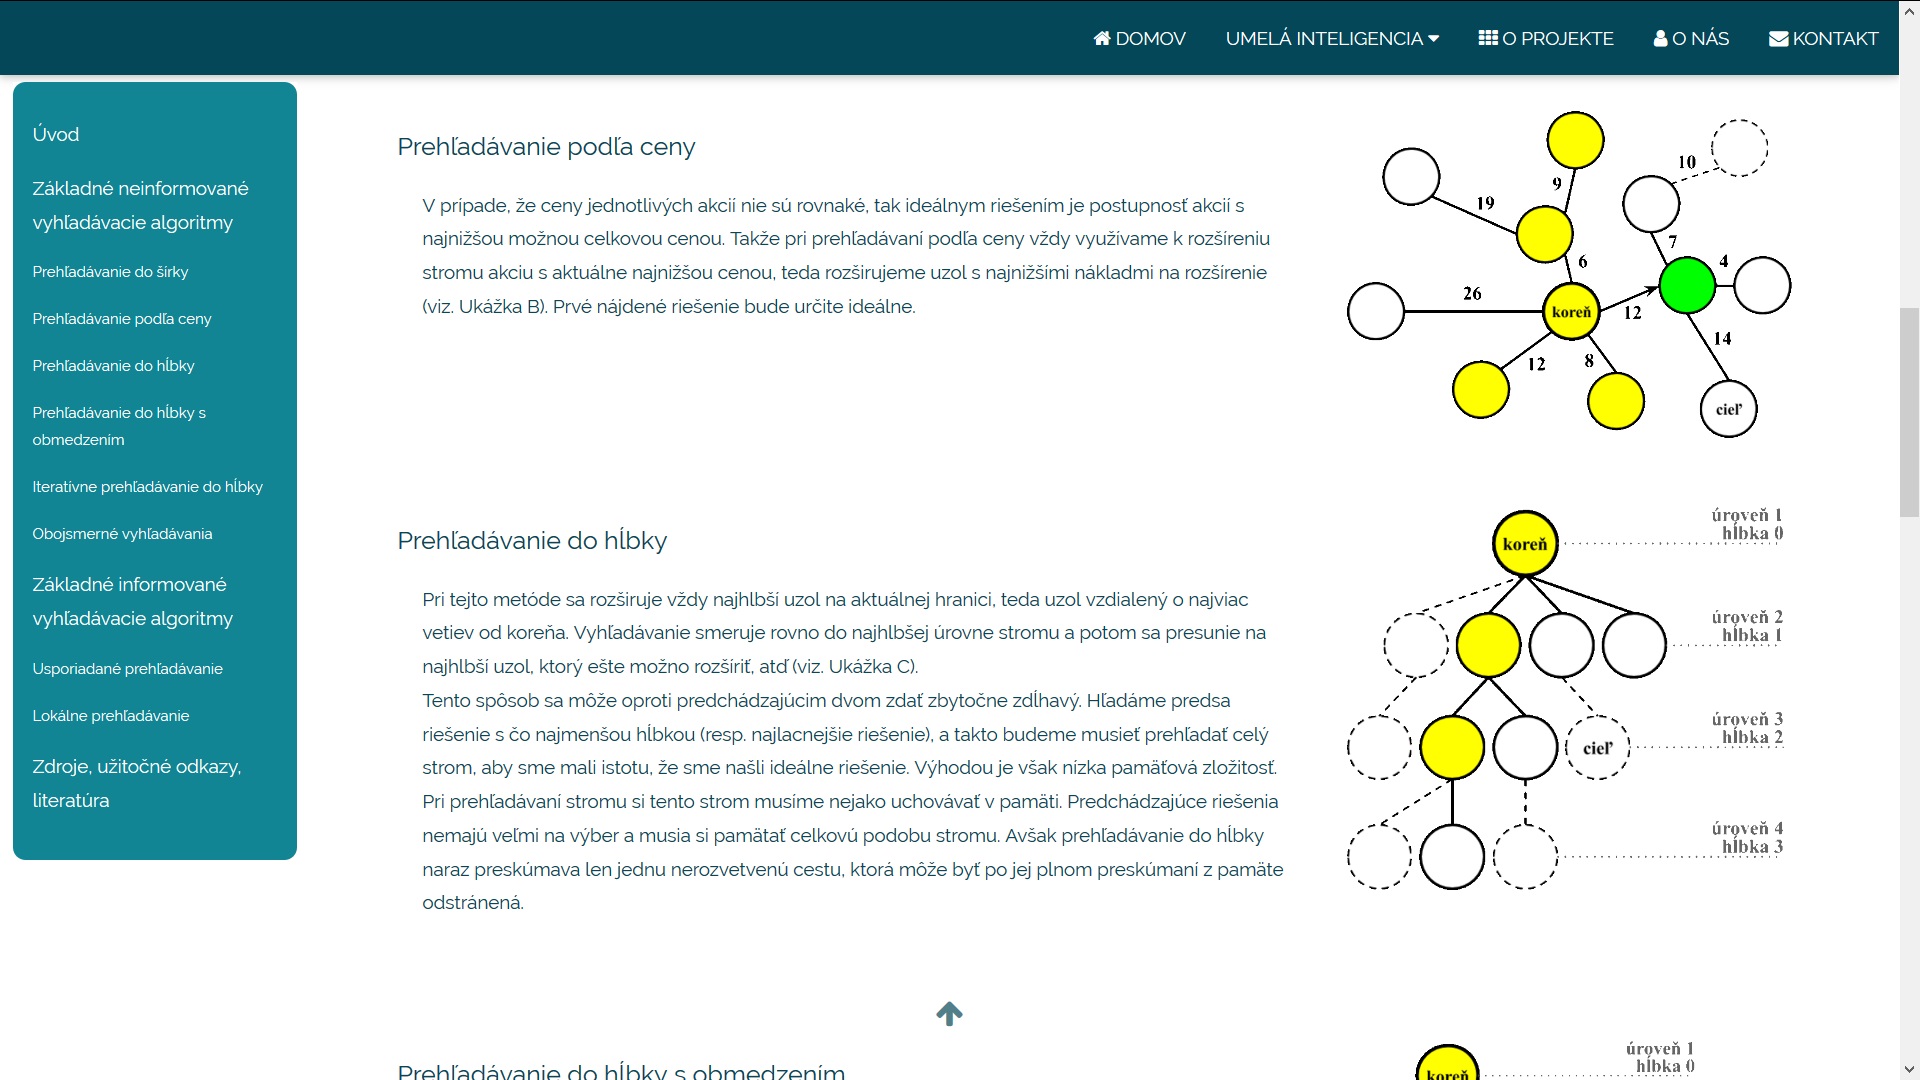 DOMOV UMELÁ INTELIGENCIA O PROJEKTE O NÁS KONTAKT
Úvod
Základné neinformované
vyhľadávacie algoritmy
Prehľadávanie do šírky
Prehľadávanie podľa ceny
Prehľadávanie do hĺbky
Prehľadávanie do hĺbky s
obmedzením
Iteratívne prehľadávanie do hĺbky
Obojsmerné vyhľadávania
Základné informované
vyhľadávacie algoritmy
Usporiadané prehľadávanie
Lokálne prehľadávanie
Zdroje, užitočné odkazy,
literatúra
Prehľadávanie podľa ceny
V prípade, že ceny jednotlivých akcií nie sú rovnaké, tak ideálnym riešením je postupnosť akcií s
najnižšou možnou celkovou cenou. Takže pri prehľadávaní podľa ceny vždy využívame k rozšíreniu
stromu akciu s aktuálne najnižšou cenou, teda rozširujeme uzol s najnižšími nákladmi na rozšírenie
(viz. Ukážka B). Prvé nájdené riešenie bude určite ideálne.
10
9
19
7
6
4
26
koreň
12
12
8
14
cieľ
Prehľadávanie do hĺbky
Pri tejto metóde sa rozširuje vždy najhlbší uzol na aktuálnej hranici, teda uzol vzdialený o najviac
vetiev od koreňa. Vyhľadávanie smeruje rovno do najhlbšej úrovne stromu a potom sa presunie na
najhlbší uzol, ktorý ešte možno rozšíriť, atď (viz. Ukážka C).
Tento spôsob sa môže oproti predchádzajúcim dvom zdať zbytočne zdĺhavý. Hľadáme predsa
riešenie s čo najmenšou hĺbkou (resp. najlacnejšie riešenie), a takto budeme musieť prehľadať celý
strom, aby sme mali istotu, že sme našli ideálne riešenie. Výhodou je však nízka pamäťová zložitosť.
Pri prehľadávaní stromu si tento strom musíme nejako uchovávať v pamäti. Predchádzajúce riešenia
nemajú veľmi na výber a musia si pamätať celkovú podobu stromu. Avšak prehľadávanie do hĺbky
naraz preskúmava len jednu nerozvetvenú cestu, ktorá môže byť po jej plnom preskúmaní z pamäte
odstránená.
úroveň 1
hĺbka 0
koreň
úroveň 2
hĺbka 1
úroveň 3
hĺbka 2
cieľ
úroveň 4
hĺbka 3
Prehľadávanie do hĺbky s obmedzením
úroveň 1
hĺbka 0
koreň